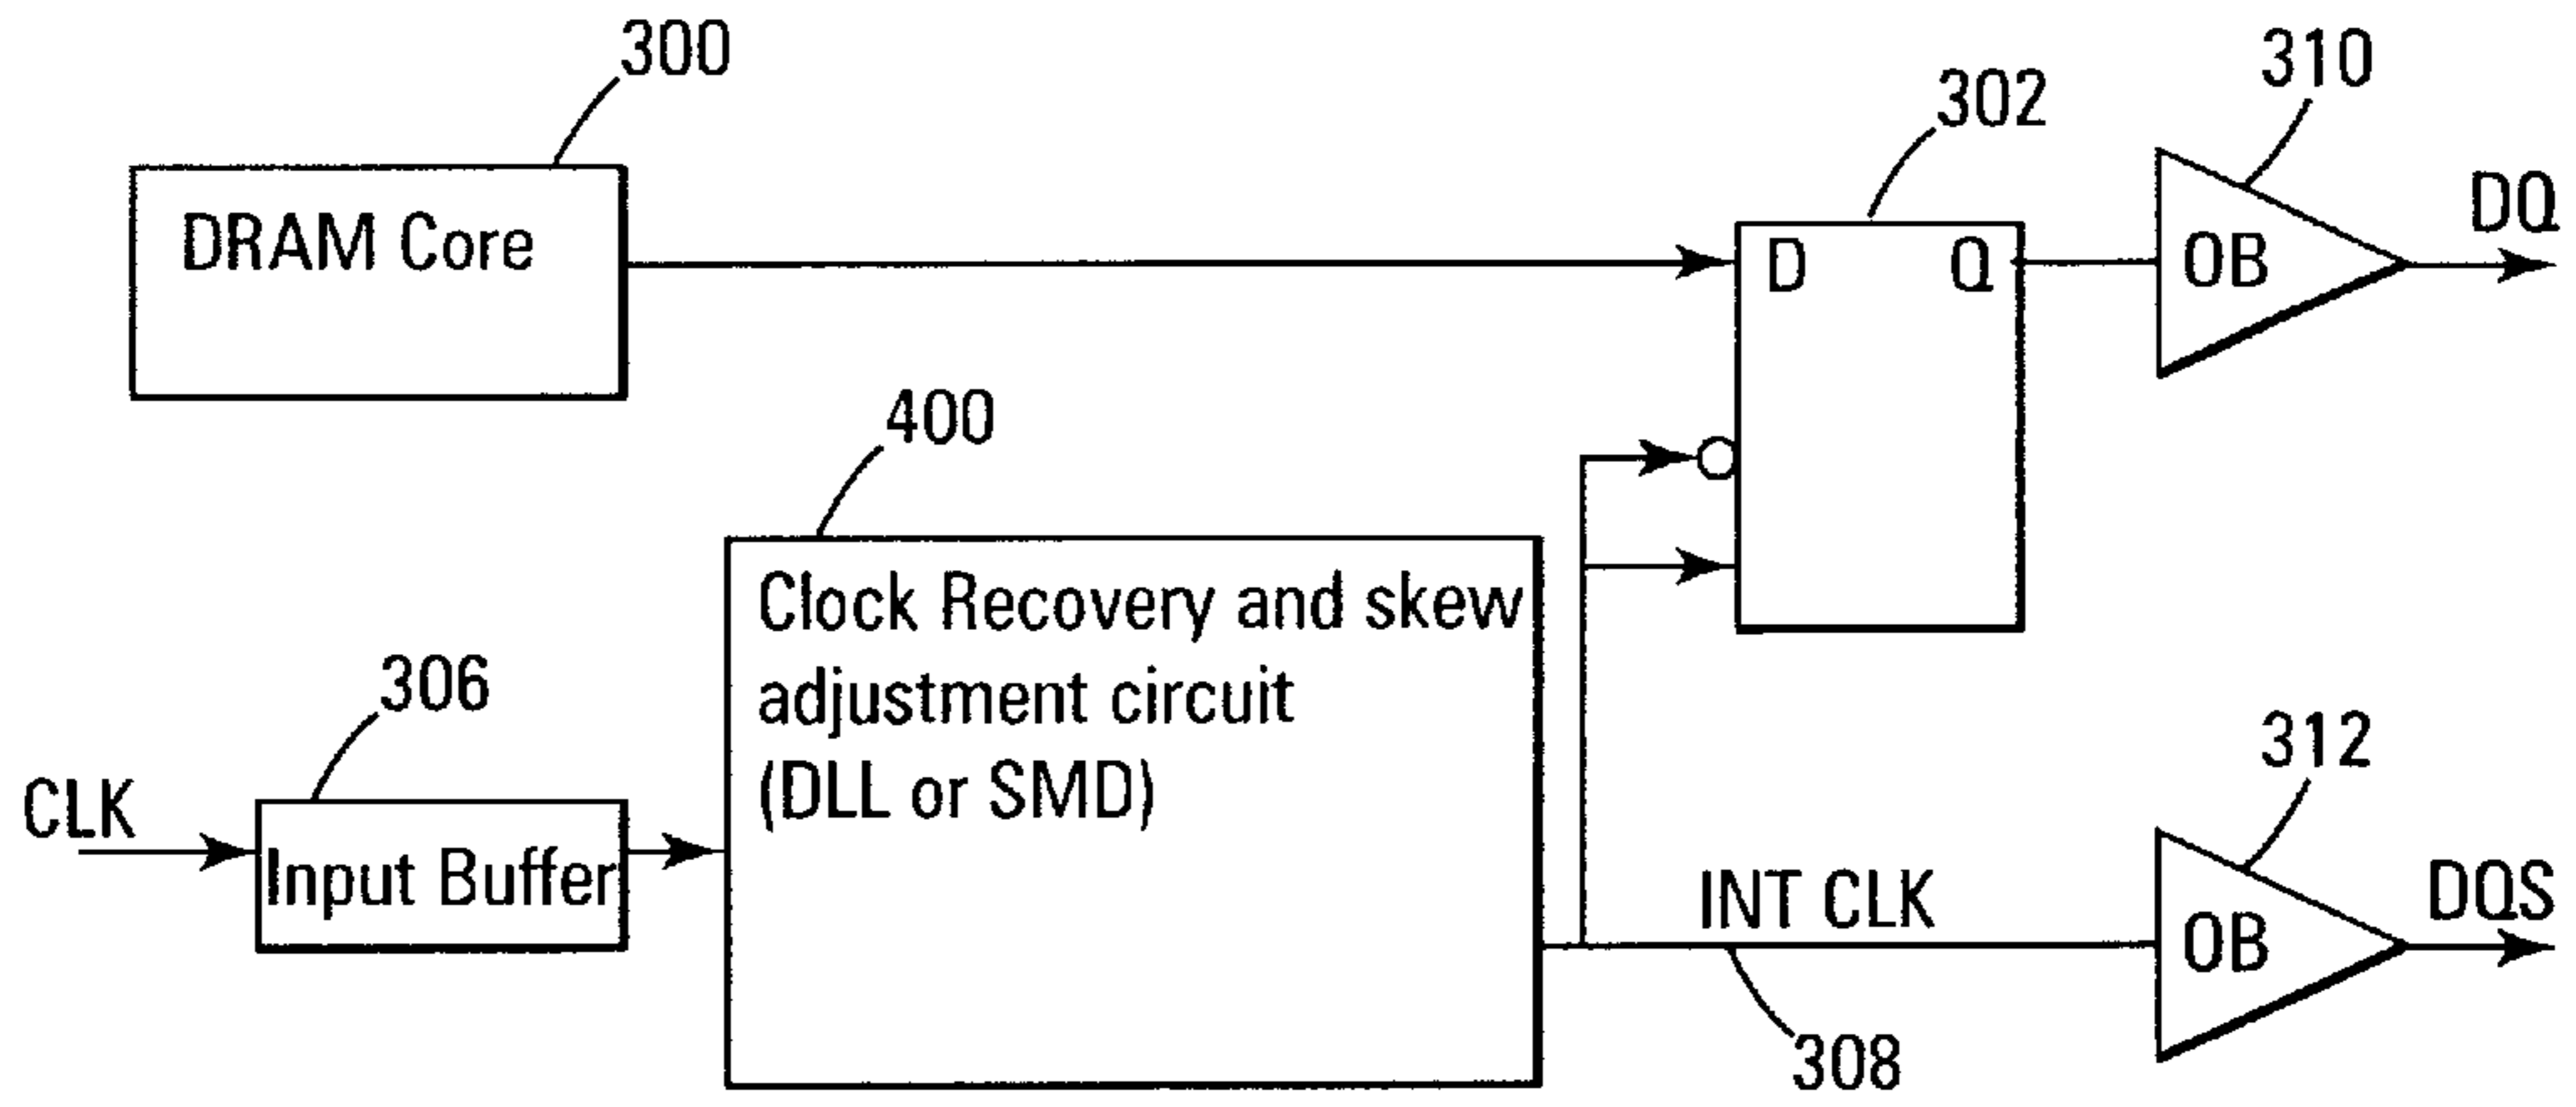 300
302
310
DRAM Core
D
Q
OB
DQ
400
Clock Recovery and skew
adjustment circuit
(DLL or SMD)
306
CLK
Input Buffer
INT CLK
308
312
OB
DQS